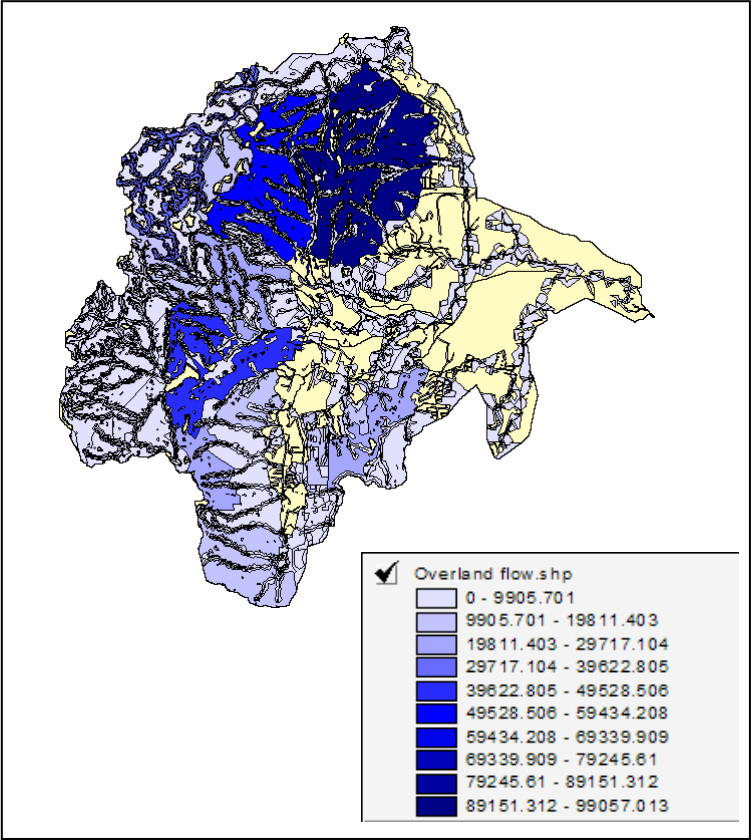 Overland flow.shp
0 - 9905.701
9905.701 - 19811.403
19811.403 - 29717.104
29717.104 - 39622.805
39622.805 - 49528.506
49528.506 - 59434.208
59434.208 - 69339.909
69339.909 - 79245.61
79245.61 - 89151.312
89151.312 - 99057.013